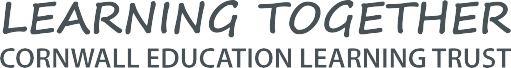 LEARNING TOGETHER
CORNWALL EDUCATION LEARNING TRUST